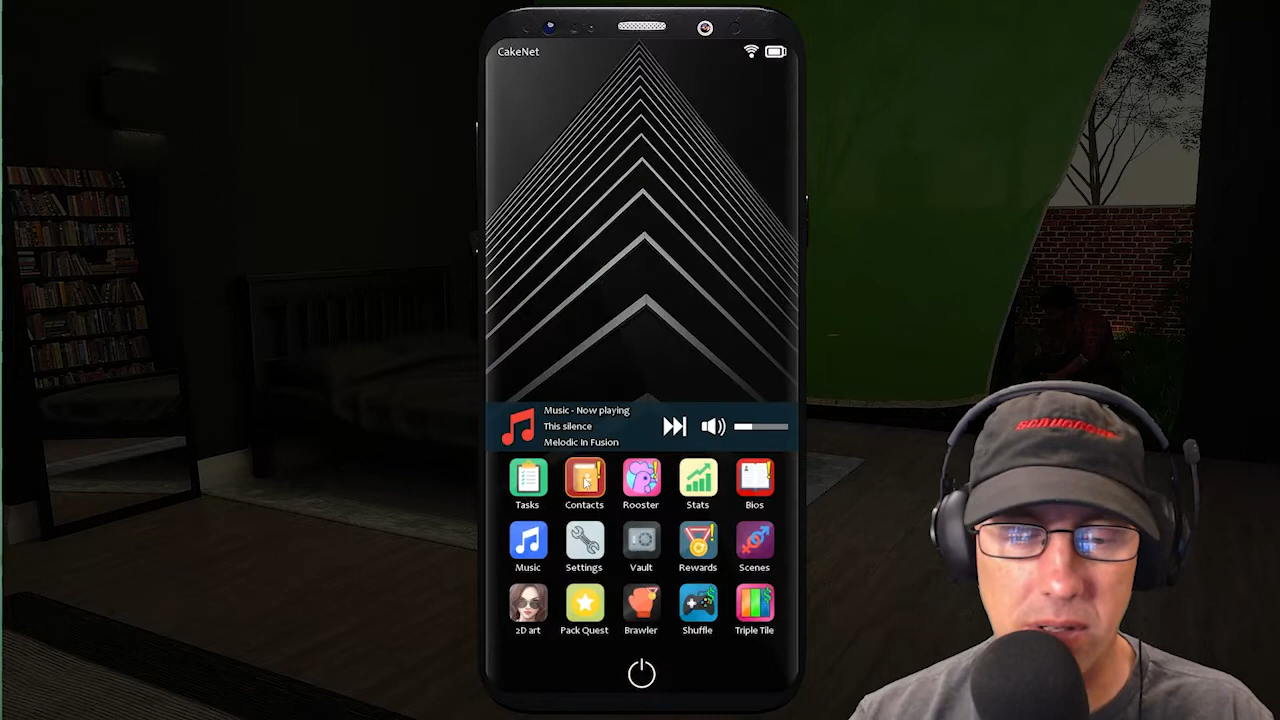 CakeNet
Music - Now playing
This silence
Melodic In Fusion
Tasks
Contacts
Rooster
Stats
Bios
Music
Settings
Vault
Rewards
Scenes
2D art
Pack Quest
Brawler
Shuffle
Triple Tile